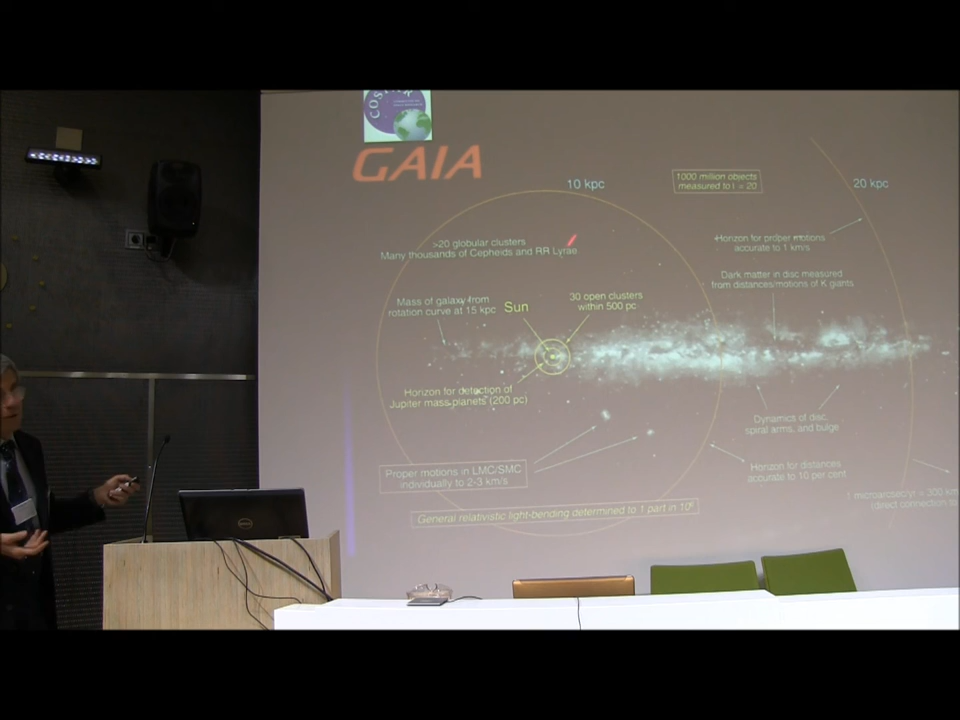 GAIA
10 kpc
1000 million objects
measured to I = 20
20 kpc
>20 globular clusters
Many thousands of Cepheids and RR Lyrae
Horizon for proper motions
accurate to 1 km/s
Dark matter in disc measured
from distances/motions of K giants
Mass of galaxy from
rotation curve at 15 kpc
Sun
30 open clusters
within 500 pc
Horizon for detection of
Jupiter mass planets (200 pc)
Dynamics of disc,
spiral arms, and bulge
Proper motions in LMC/SMC
individually to 2-3 km/s
Horizon for distances
accurate to 10 per cent
General relativistic light-bending determined to 1 part in 10⁶
1 microarcsec/yr = 300 km
(direct connection to
DELL